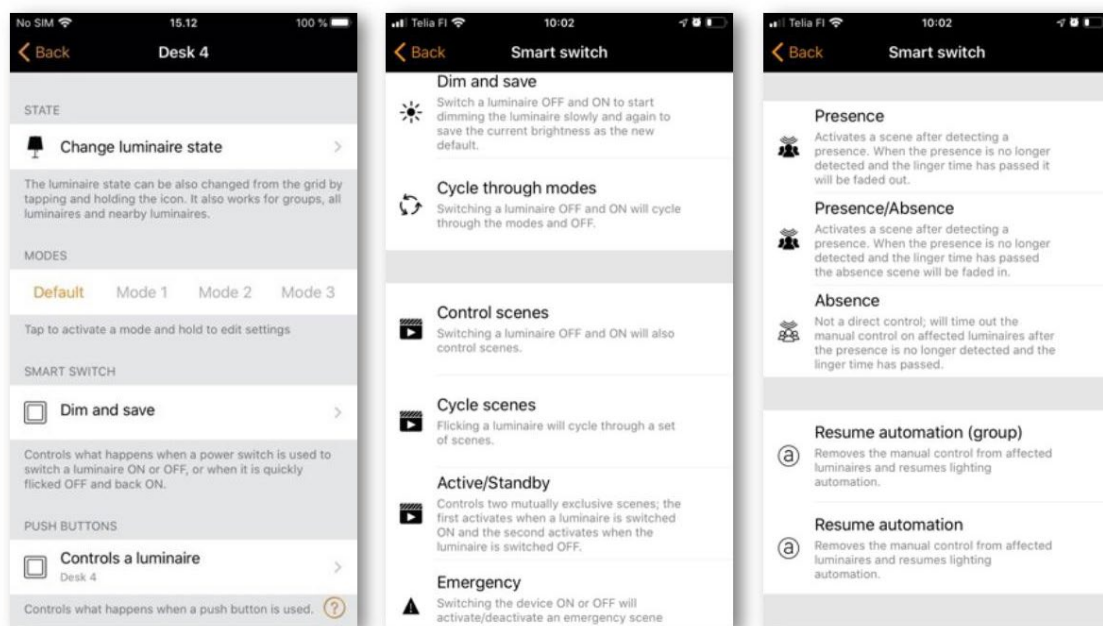 No SIM 15.12 100 %
Back Desk 4
STATE
Change luminaire state
The luminaire state can be also changed from the grid by
tapping and holding the icon. It also works for groups, all
luminaires and nearby luminaires.
MODES
Default Mode 1 Mode 2 Mode 3
Tap to activate a mode and hold to edit settings
SMART SWITCH
Dim and save
Controls what happens when a power switch is used to
switch a luminaire ON or OFF, or when it is quickly
flicked OFF and back ON.
PUSH BUTTONS
Controls a luminaire
Desk 4
Controls what happens when a push button is used. ?
Telia FI 10:02
Back Smart switch
Dim and save
Switch a luminaire OFF and ON to start
dimming the luminaire slowly and again to
save the current brightness as the new
default.
Cycle through modes
Switching a luminaire OFF and ON will cycle
through the modes and OFF.
Control scenes
Switching a luminaire OFF and ON will also
control scenes.
Cycle scenes
Flicking a luminaire will cycle through a set
of scenes.
Active/Standby
Controls two mutually exclusive scenes; the
first activates when a luminaire is switched
ON and the second activates when the
luminaire is switched OFF.
Emergency
Switching the device ON or OFF will
activate/deactivate an emergency scene
Telia FI 10:02
Back Smart switch
Presence
Activates a scene after detecting a
presence. When the presence is no longer
detected and the linger time has passed it
will be faded out.
Presence/Absence
Activates a scene after detecting a
presence. When the presence is no longer
detected and the linger time has passed
the absence scene will be faded in.
Absence
Not a direct control; will time out the
manual control on affected luminaires after
the presence is no longer detected and the
linger time has passed.
Resume automation (group)
a
Removes the manual control from affected
luminaires and resumes lighting
automation.
Resume automation
a
Removes the manual control from affected
luminaires and resumes lighting
automation.